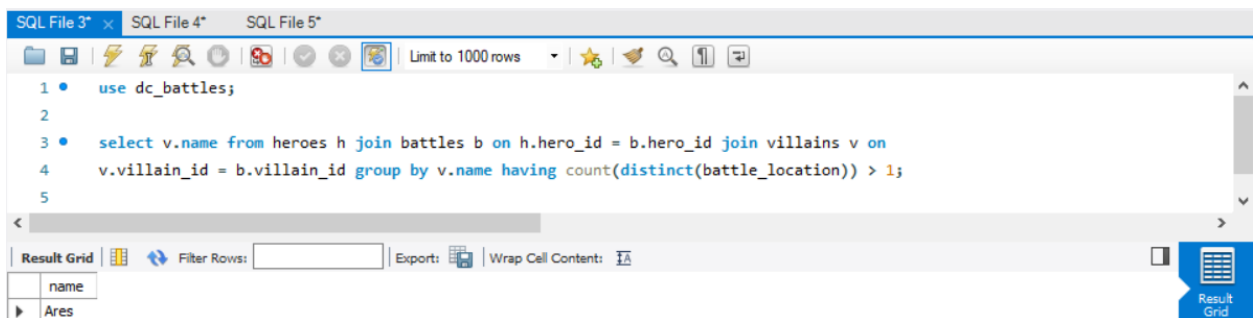 SQL File 3* SQL File 4* SQL File 5*
Limit to 1000 rows
1 use dc_battles;
2
3 select v.name from heroes h join battles b on h.hero_id = b.hero_id join villains v on
4 v.villain_id = b.villain_id group by v.name having count(distinct(battle_location)) > 1;
5
Result Grid Filter Rows: Export: Wrap Cell Content:
name
Ares
Result
Grid